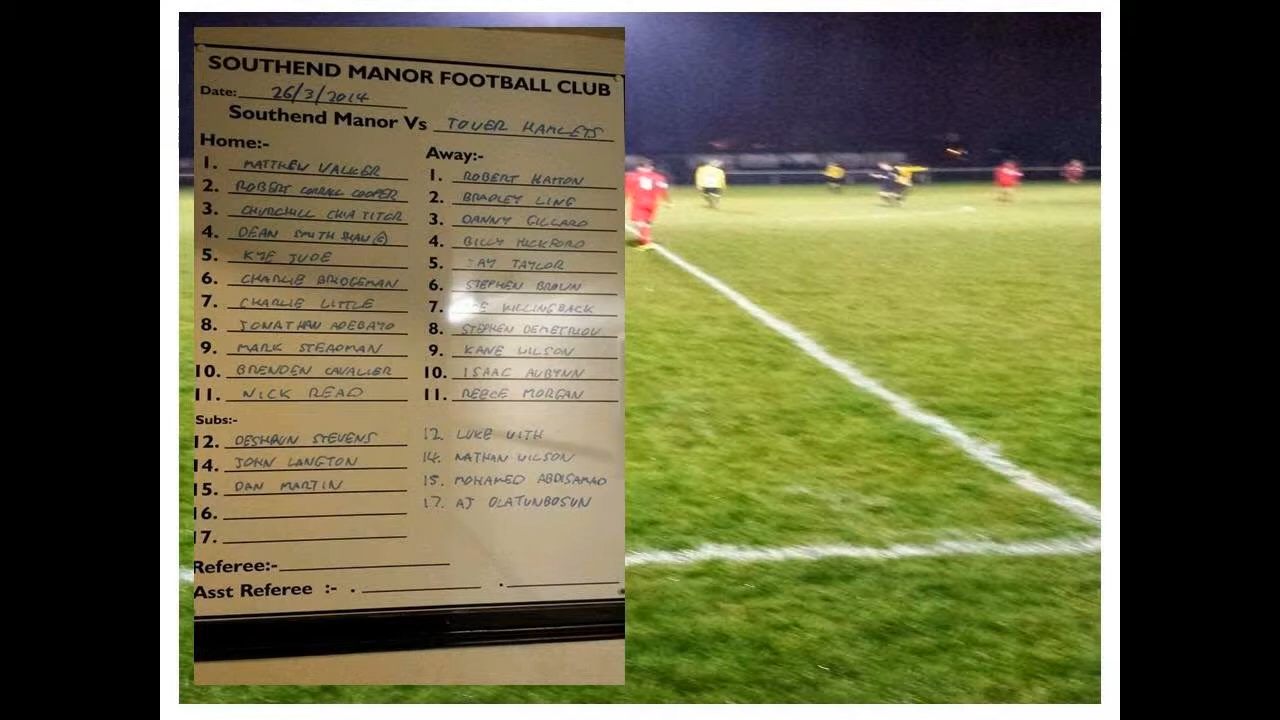 SOUTHEND MANOR FOOTBALL CLUB
Date: 26/3/2014
Southend Manor Vs TOWER HAMLETS
Home:-
1. MATTHEW WALKER
2. ROBERT CORRALL COOPER
3. CHURCHILL CHIA TITOR
4. DEAN SMITH SHAW (C)
5. KYE JUDE
6. CHARLIE BRIDGEMAN
7. CHARLIE LITTLE
8. JONATHAN ADEBAYO
9. MARK STEADMAN
10. BRENDEN CAVALIER
11. NICK READ
Subs:-
12. DESHAUN STEVENS
14. JOHN LANGTON
15. DAN MARTIN
16.
17.
Away:-
1. ROBERT HATTON
2. BRADLEY LING
3. DANNY GILLARD
4. BILLY HICKFORD
5. JAY TAYLOR
6. STEPHEN BROWN
7. KILLINGBACK
8. STEPHEN DEMETRIOU
9. KANE WILSON
10. ISAAC AUBYNN
11. REECE MORGAN
12. LUKE WITH
14. NATHAN WILSON
15. MOHAMED ABDISAMAD
17. AJ OLATUNBOSUN
Referee:-
Asst Referee :- . .